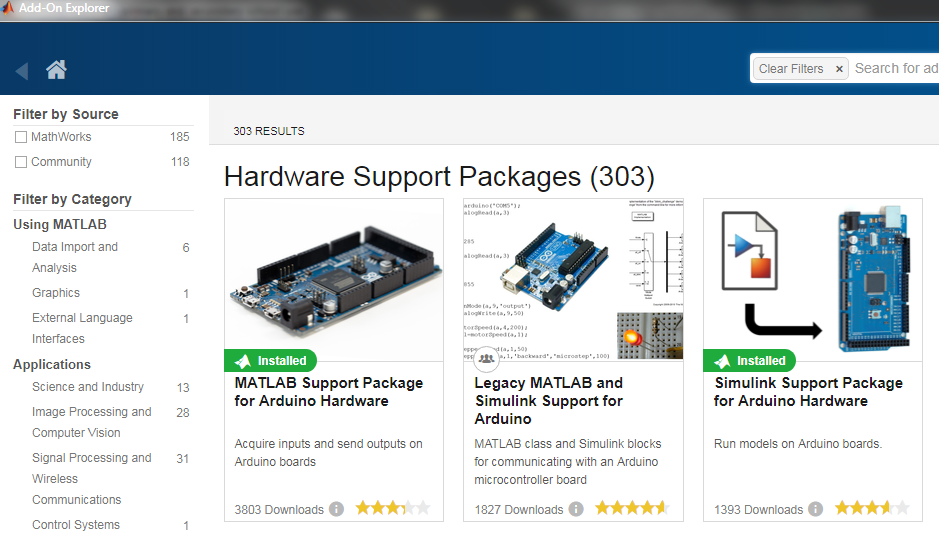 Add-On Explorer
Clear Filters ×
Search for ad
Filter by Source
MathWorks 185
Community 118
Filter by Category
Using MATLAB
Data Import and 6
Analysis
Graphics 1
External Language 1
Interfaces
Applications
Science and Industry 13
Image Processing and 28
Computer Vision
Signal Processing and 31
Wireless
Communications
Control Systems 1
303 RESULTS
Hardware Support Packages (303)
Installed
MATLAB Support Package
for Arduino Hardware
Acquire inputs and send outputs on
Arduino boards
3803 Downloads
arduino("COM5");
alogRead(a,3)
285
alogRead(a,3)
855
nMode(a,9,'output')
alogWrite(a,9,50)
torSpeed(a,4,200);
l-motorSpeed(a,1);
epper
a,1,50)
a,1,'backward','microstep',100)
Legacy MATLAB and
Simulink Support for
Arduino
MATLAB class and Simulink blocks
for communicating with an Arduino
microcontroller board
1827 Downloads
Installed
Simulink Support Package
for Arduino Hardware
Run models on Arduino boards.
1393 Downloads